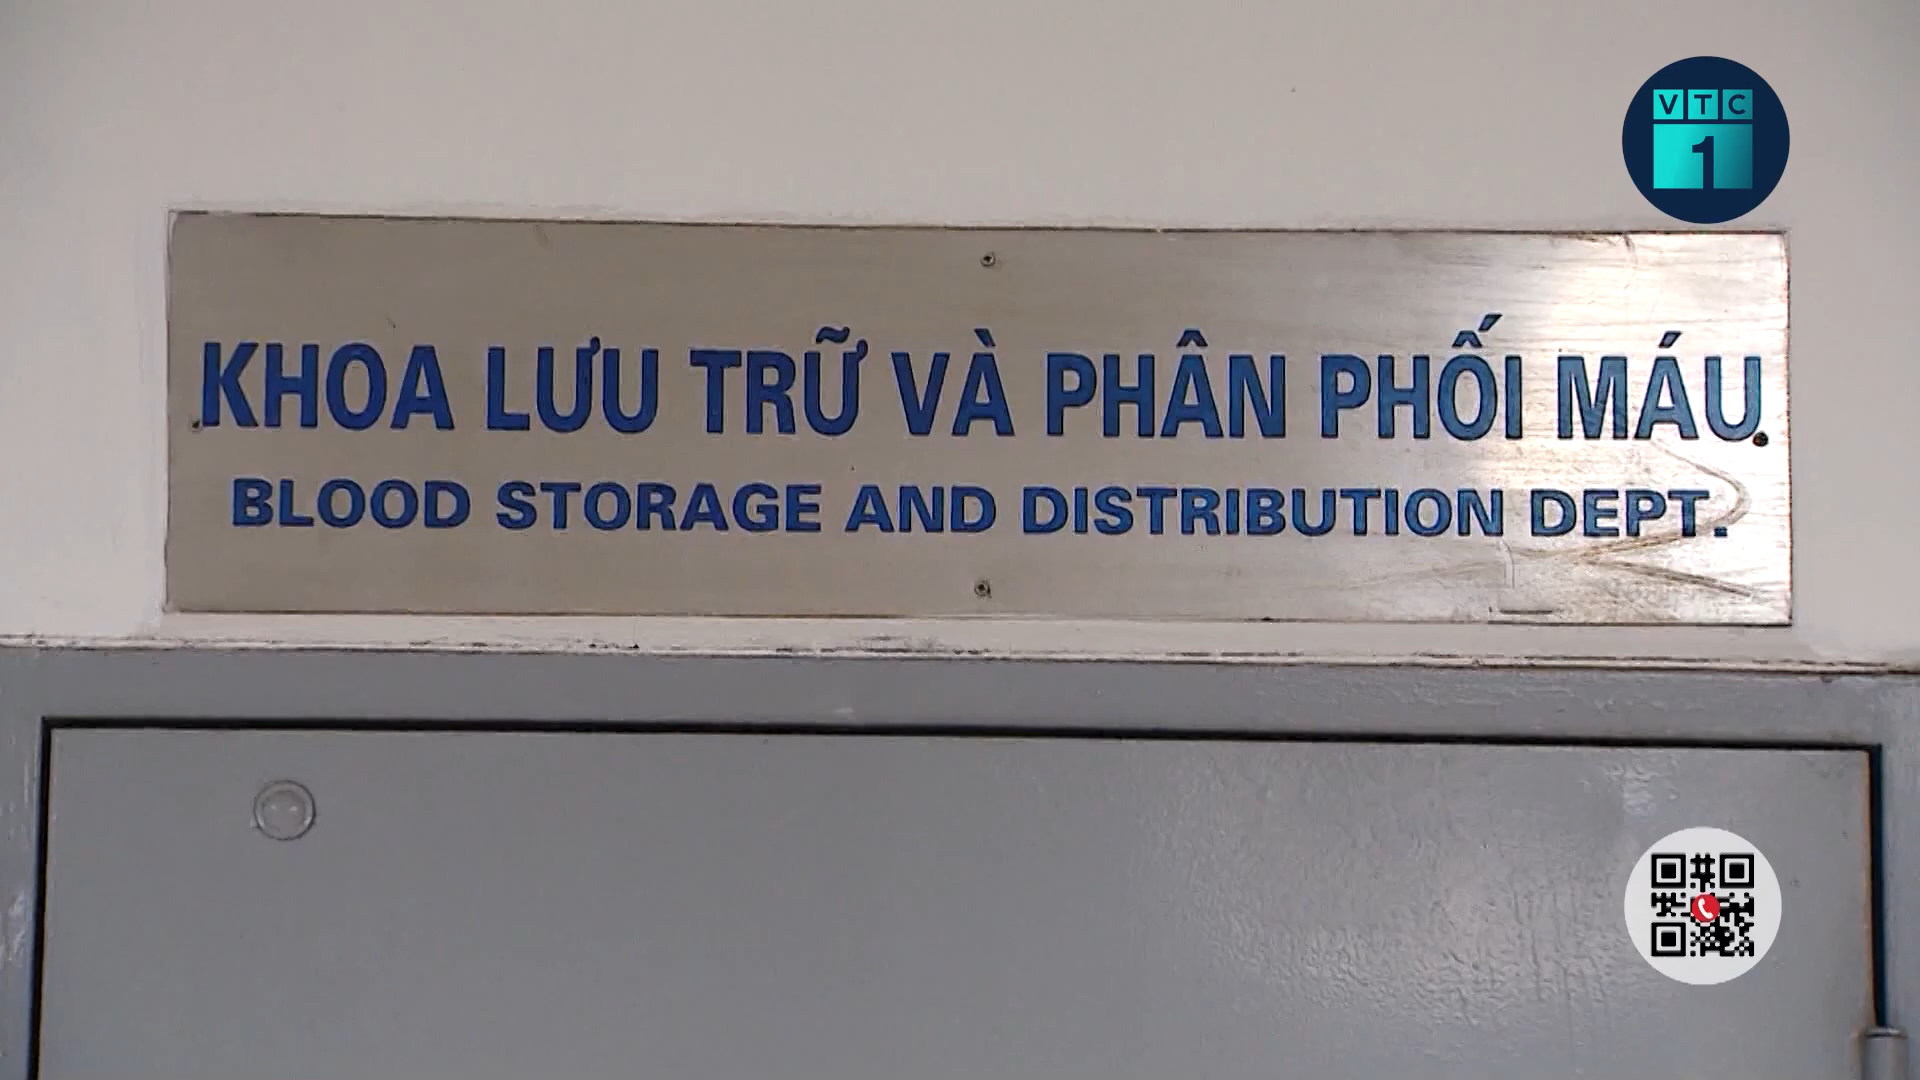 VTC
1
KHOA LƯU TRỮ VÀ PHÂN PHỐI MÁU
BLOOD STORAGE AND DISTRIBUTION DEPT.